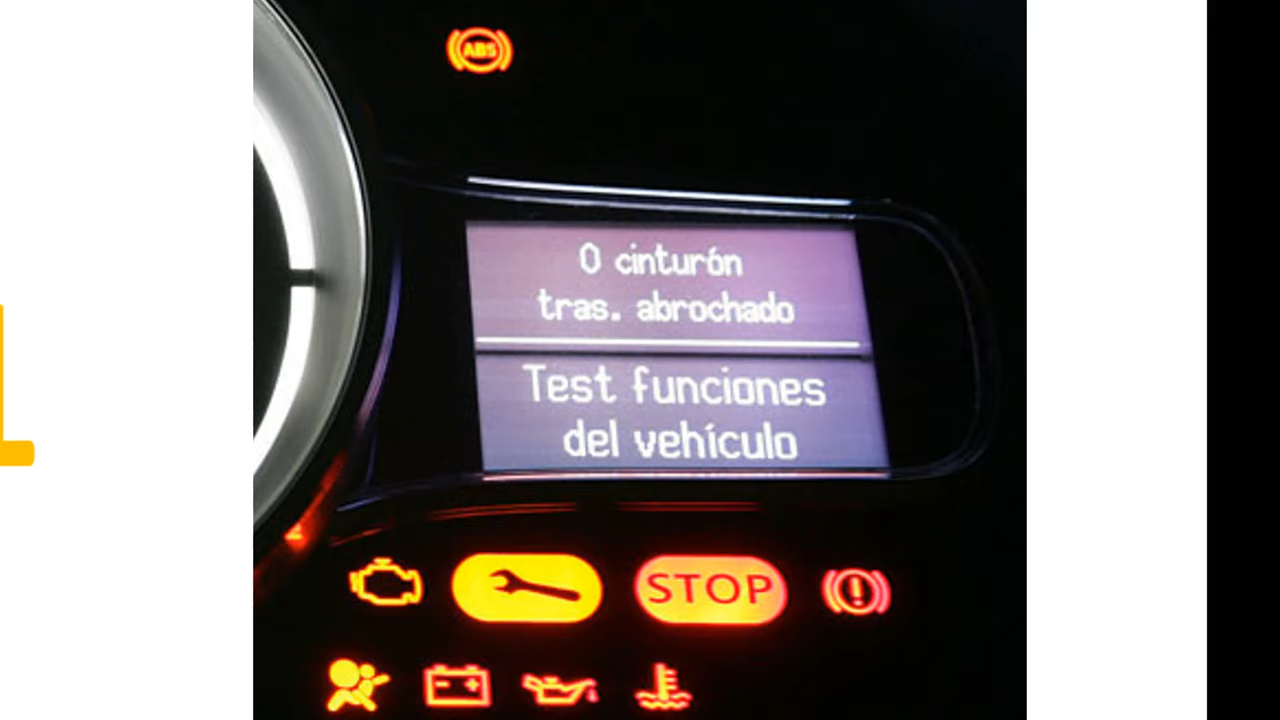 ABS
0 cinturón
tras. abrochado
Test funciones
del vehículo
STOP